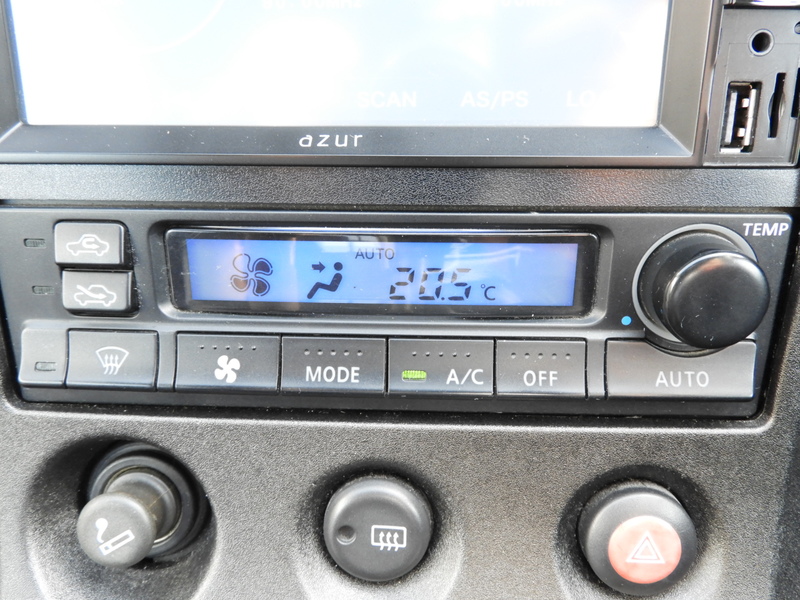 SCAN AS/PS
azur
TEMP
AUTO
20.5 °C
MODE A/C OFF AUTO